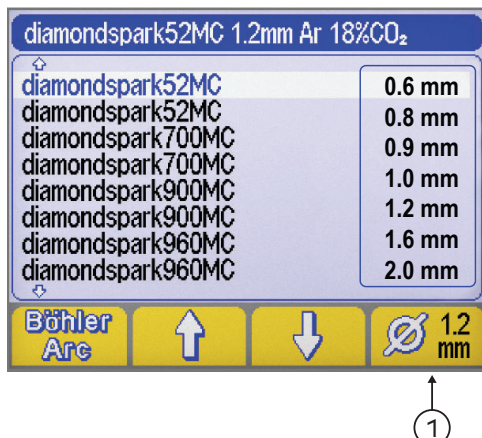 diamondspark52MC 1.2mm Ar 18%CO₂
diamondspark52MC
diamondspark52MC
diamondspark700MC
diamondspark700MC
diamondspark900MC
diamondspark900MC
diamondspark960MC
diamondspark960MC
0.6 mm
0.8 mm
0.9 mm
1.0 mm
1.2 mm
1.6 mm
2.0 mm
Böhler
Arc
Ø 1.2
mm
1